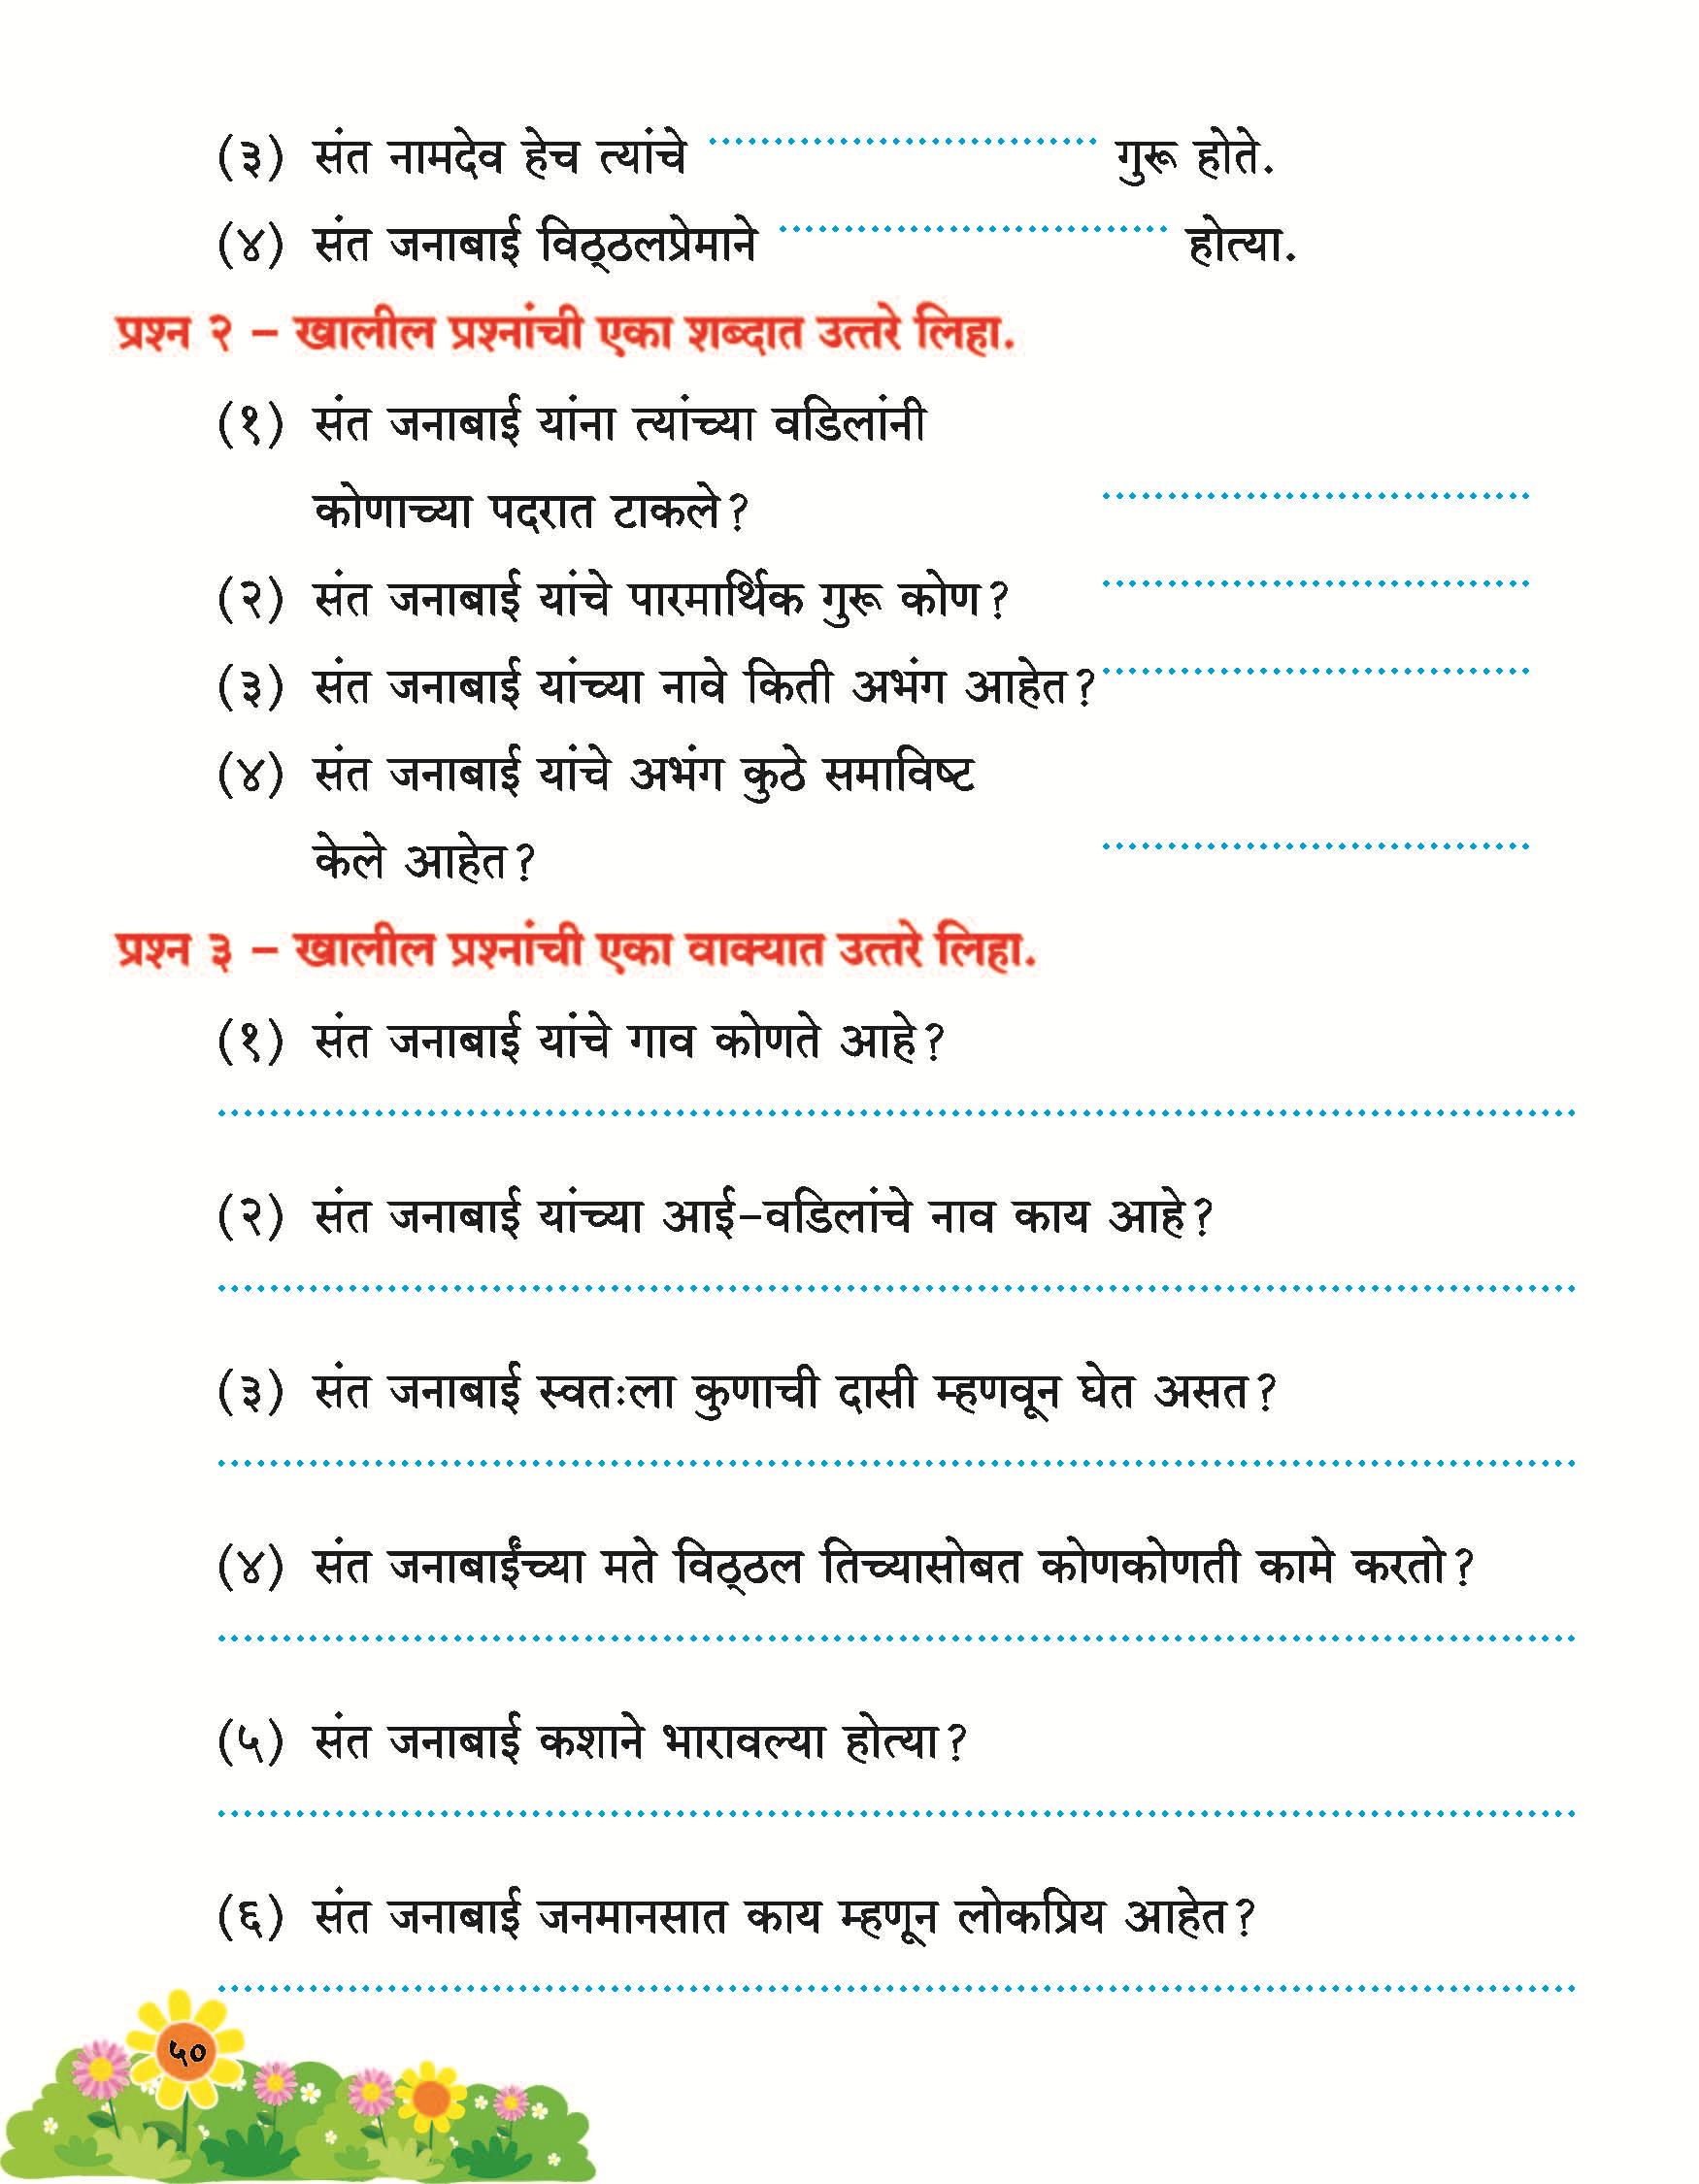 (३) संत नामदेव हेच त्यांचे ................................ गुरू होते.
(४) संत जनाबाई विठ्ठलप्रेमाने ................................ होत्या.
प्रश्न २ – खालील प्रश्नांची एका शब्दात उत्तरे लिहा.
(१) संत जनाबाई यांना त्यांच्या वडिलांनी
कोणाच्या पदरात टाकले? ................................
(२) संत जनाबाई यांचे पारमार्थिक गुरू कोण? ................................
(३) संत जनाबाई यांच्या नावे किती अभंग आहेत? ................................
(४) संत जनाबाई यांचे अभंग कुठे समाविष्ट
केले आहेत? ................................
प्रश्न ३ – खालील प्रश्नांची एका वाक्यात उत्तरे लिहा.
(१) संत जनाबाई यांचे गाव कोणते आहे?
(२) संत जनाबाई यांच्या आई-वडिलांचे नाव काय आहे?
(३) संत जनाबाई स्वतःला कुणाची दासी म्हणवून घेत असत?
(४) संत जनाबाईंच्या मते विठ्ठल तिच्यासोबत कोणकोणती कामे करतो?
(५) संत जनाबाई कशाने भारावल्या होत्या?
(६) संत जनाबाई जनमानसात काय म्हणून लोकप्रिय आहेत?
५०